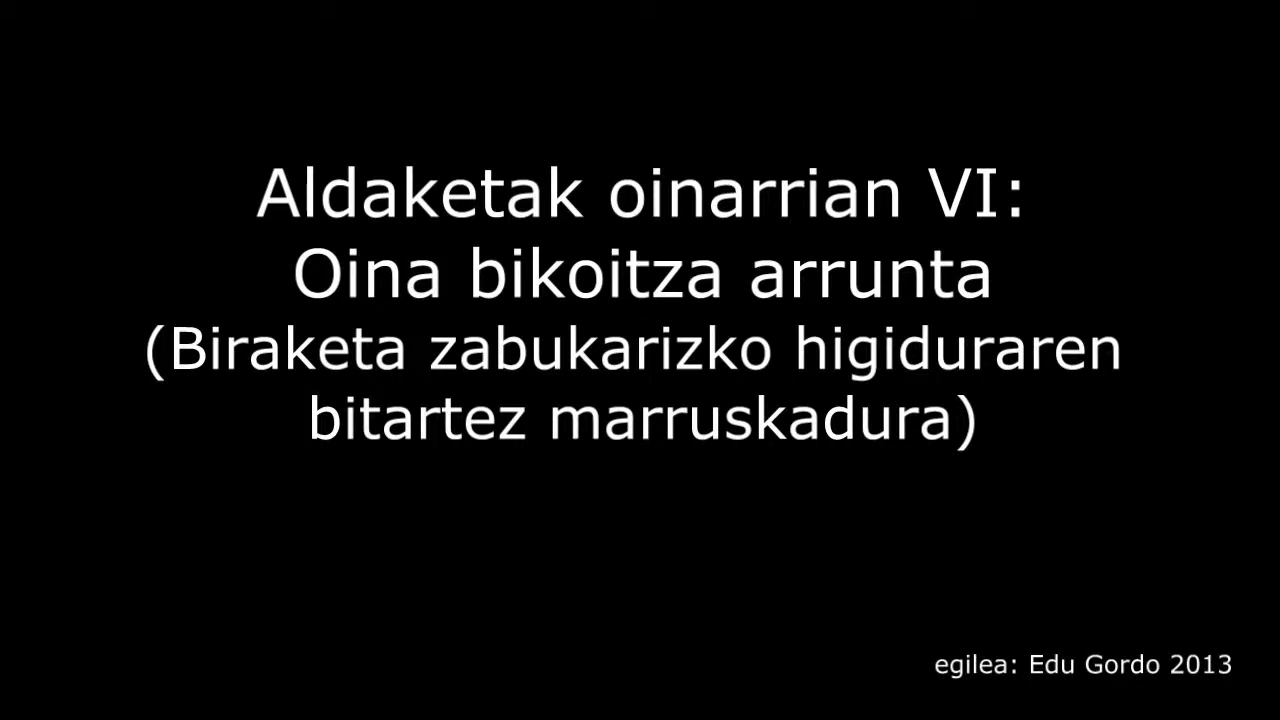 Aldaketak oinarrian VI:
Oina bikoitza arrunta
(Biraketa zabukarizko higiduraren
bitartez marruskadura)
egilea: Edu Gordo 2013